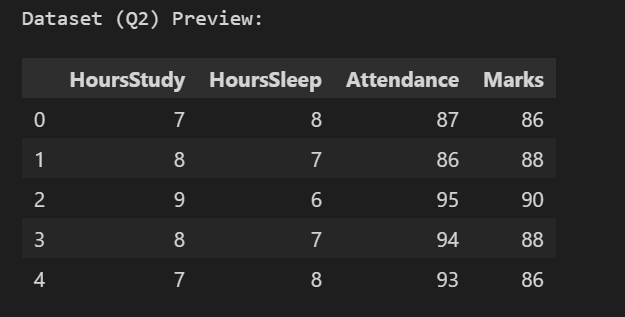 Dataset (Q2) Preview:
HoursStudy HoursSleep Attendance Marks
0 7 8 87 86
1 8 7 86 88
2 9 6 95 90
3 8 7 94 88
4 7 8 93 86